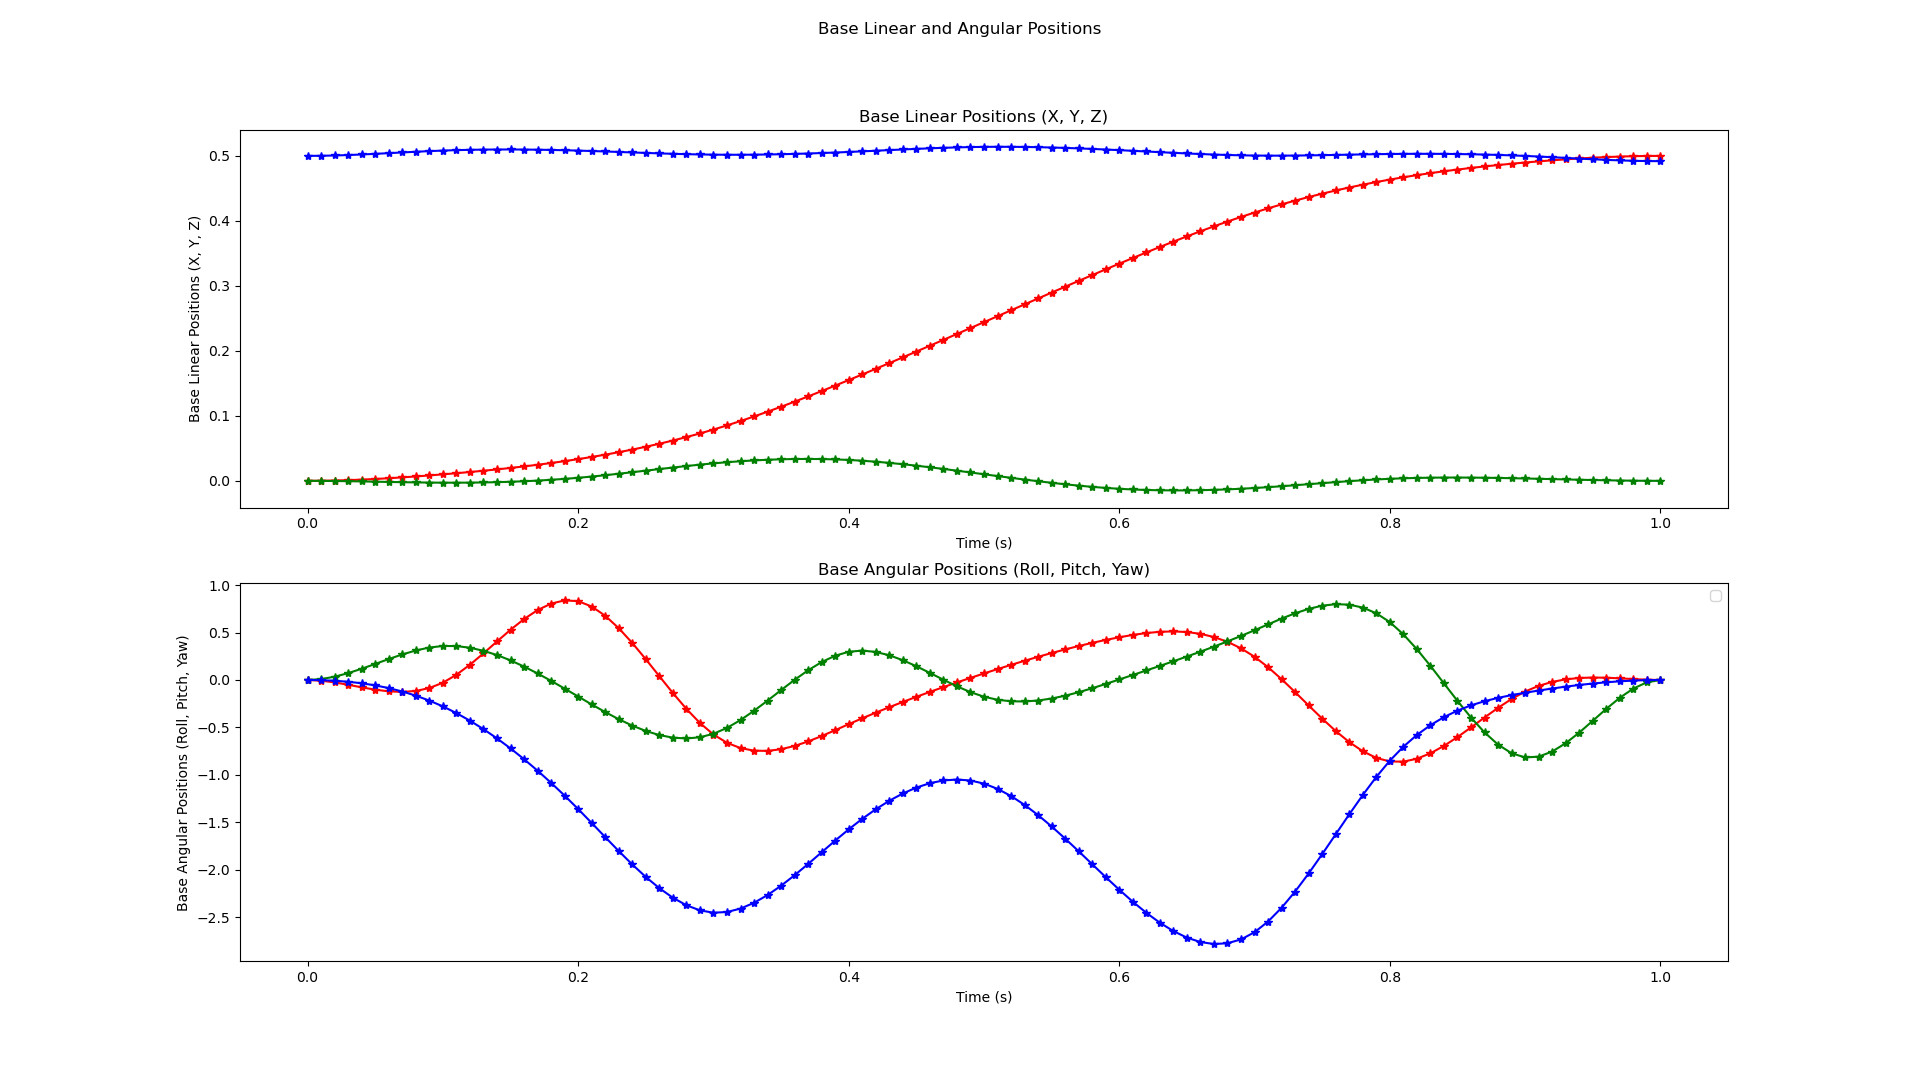 Base Linear and Angular Positions
Base Linear Positions (X, Y, Z)
Base Linear Positions (X, Y, Z)
0.5
0.4
0.3
0.2
0.1
0.0
0.0 0.2 0.4 0.6 0.8 1.0
Time (s)
Base Angular Positions (Roll, Pitch, Yaw)
Base Angular Positions (Roll, Pitch, Yaw)
1.0
0.5
0.0
−0.5
−1.0
−1.5
−2.0
−2.5
0.0 0.2 0.4 0.6 0.8 1.0
Time (s)